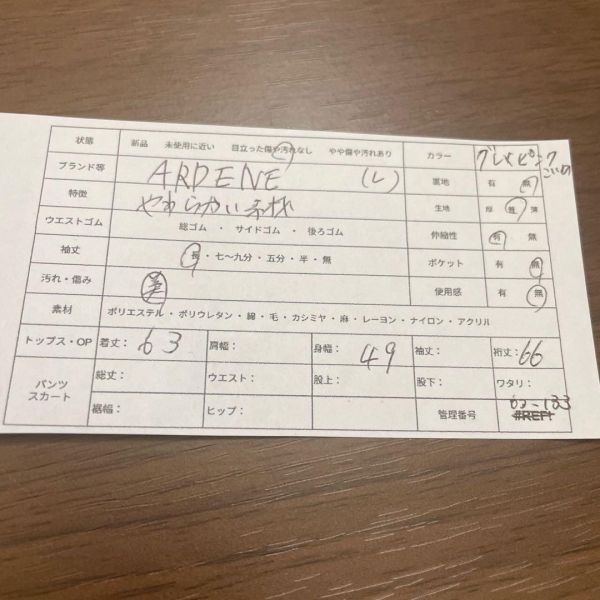 状態 新品 未使用に近い 目立った傷や汚れなし やや傷や汚れあり カラー グレ×ピンク
こいめ
ブランド等 ARDENE (L) 裏地 有 無
特徴 やわらかい素材 生地 厚 普 薄
ウエストゴム 総ゴム ・ サイドゴム ・ 後ろゴム 伸縮性 有 無
袖丈 長・七〜九分・五分・半・無 ポケット 有 無
汚れ・傷み 使用感 有 無
素材 ポリエステル・ポリウレタン・綿・毛・カシミヤ・麻・レーヨン・ナイロン・アクリル
トップス・OP 着丈：63 肩幅： 身幅：49 袖丈： 裄丈：66
パンツ
スカート
総丈： ウエスト： 股上： 股下： ワタリ：
裾幅： ヒップ： 管理番号 #REF!